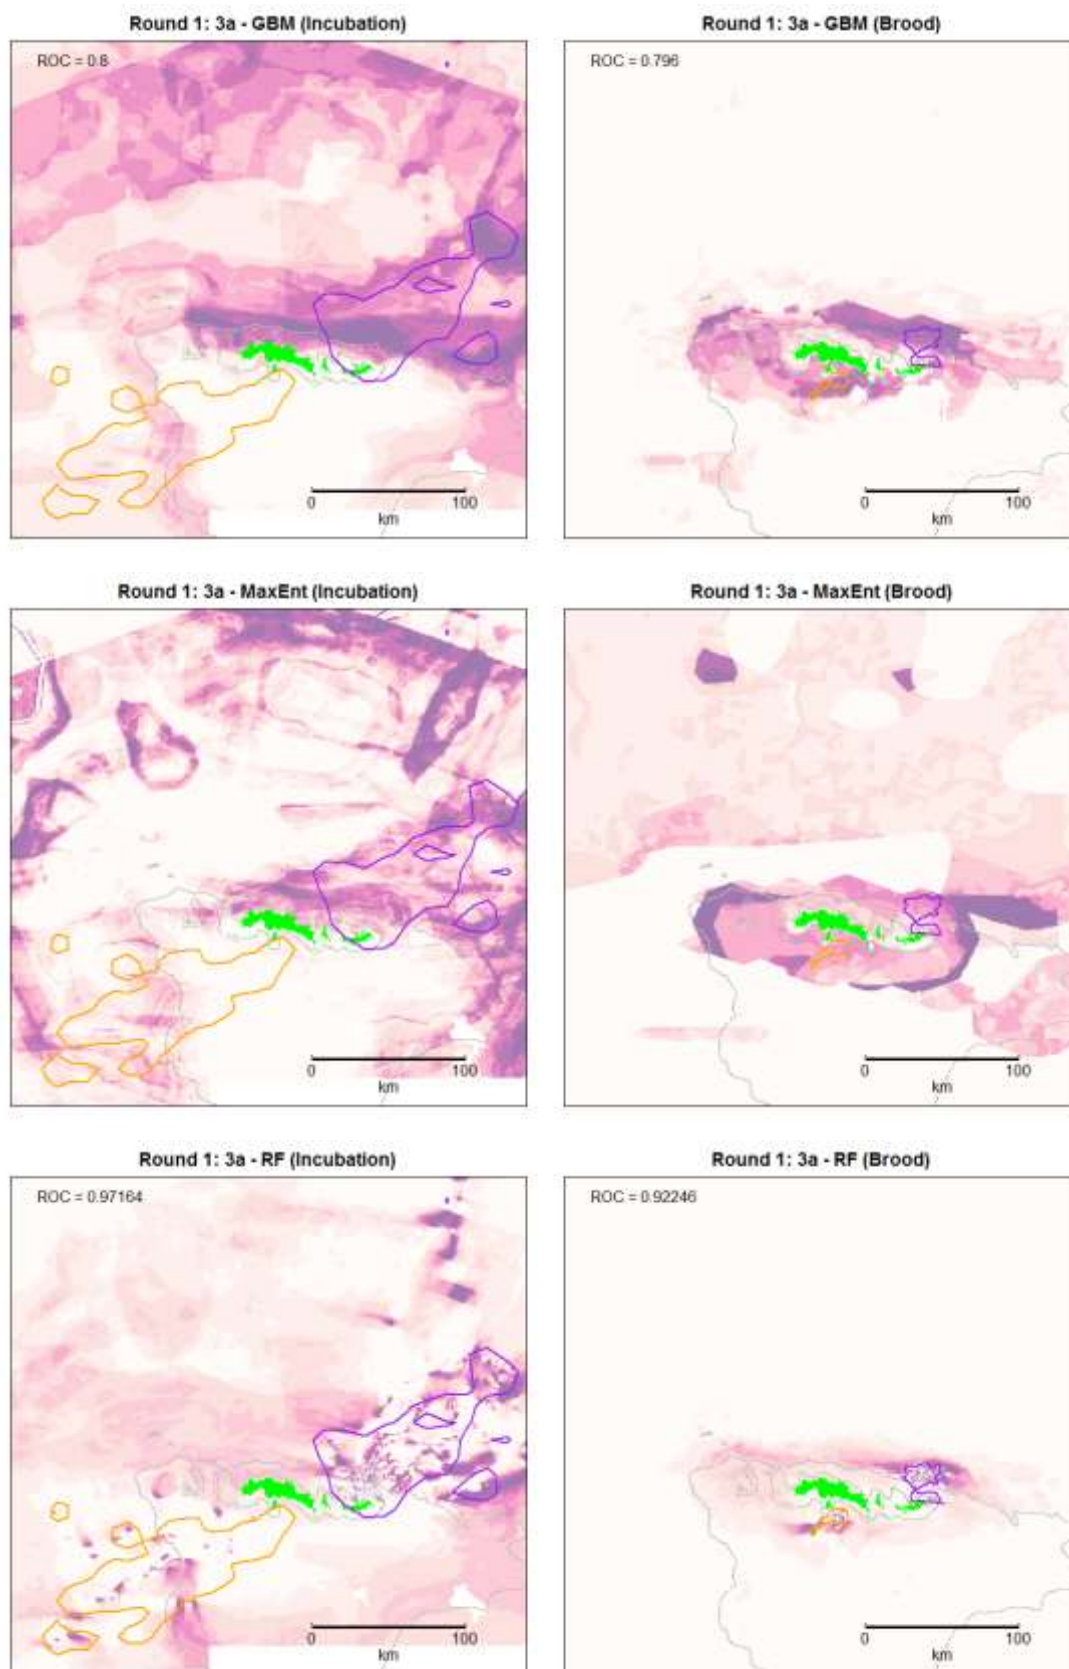 Round 1: 3a - GBM (Incubation)
ROC = 0.8
0 100
km
Round 1: 3a - GBM (Brood)
ROC = 0.796
0 100
km
Round 1: 3a - MaxEnt (Incubation)
0 100
km
Round 1: 3a - MaxEnt (Brood)
0 100
km
Round 1: 3a - RF (Incubation)
ROC = 0.97164
0 100
km
Round 1: 3a - RF (Brood)
ROC = 0.92246
0 100
km